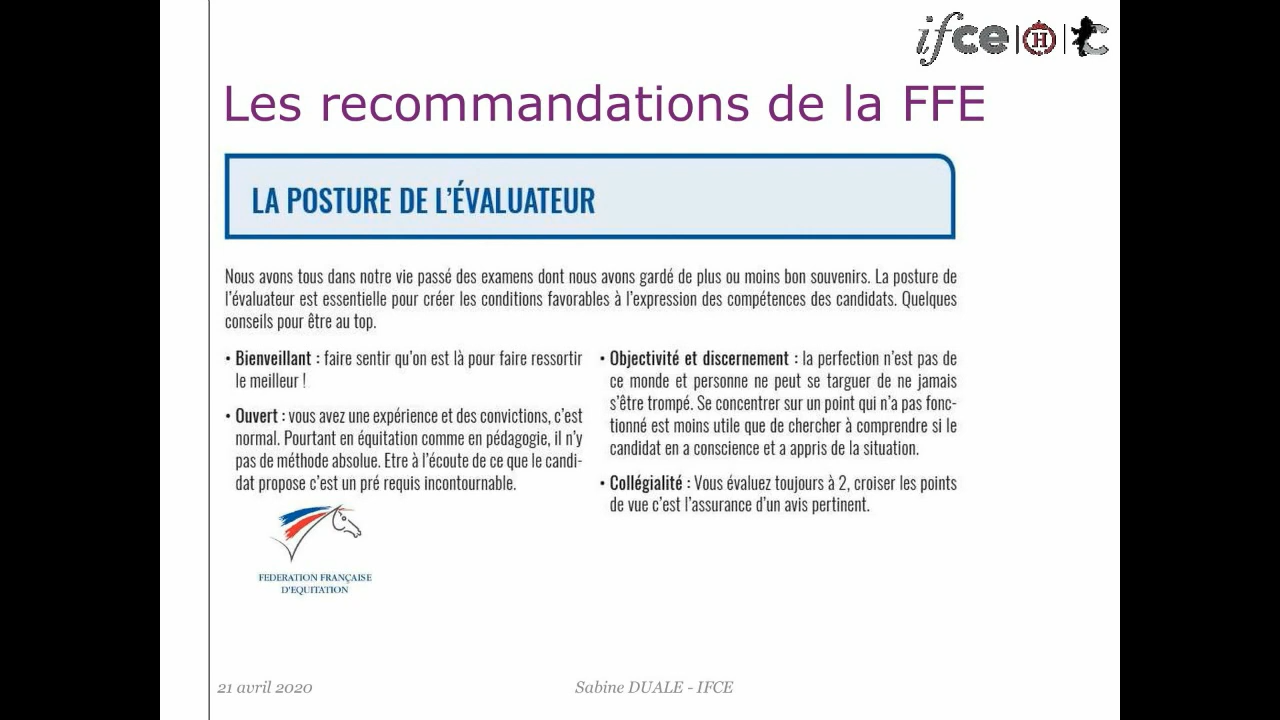 ifce | H | C
Les recommandations de la FFE
LA POSTURE DE L'ÉVALUATEUR
Nous avons tous dans notre vie passé des examens dont nous avons gardé de plus ou moins bon souvenirs. La posture de
l'évaluateur est essentielle pour créer les conditions favorables à l'expression des compétences des candidats. Quelques
conseils pour être au top.
• Bienveillant : faire sentir qu'on est là pour faire ressortir
le meilleur !
• Ouvert : vous avez une expérience et des convictions, c'est
normal. Pourtant en équitation comme en pédagogie, il n'y
pas de méthode absolue. Etre à l'écoute de ce que le candi-
dat propose c'est un pré requis incontournable.
• Objectivité et discernement : la perfection n'est pas de
ce monde et personne ne peut se targuer de ne jamais
s'être trompé. Se concentrer sur un point qui n'a pas fonc-
tionné est moins utile que de chercher à comprendre si le
candidat en a conscience et a appris de la situation.
• Collégialité : Vous évaluez toujours à 2, croiser les points
de vue c'est l'assurance d'un avis pertinent.
FEDERATION FRANÇAISE
D'EQUITATION
21 avril 2020
Sabine DUALE - IFCE